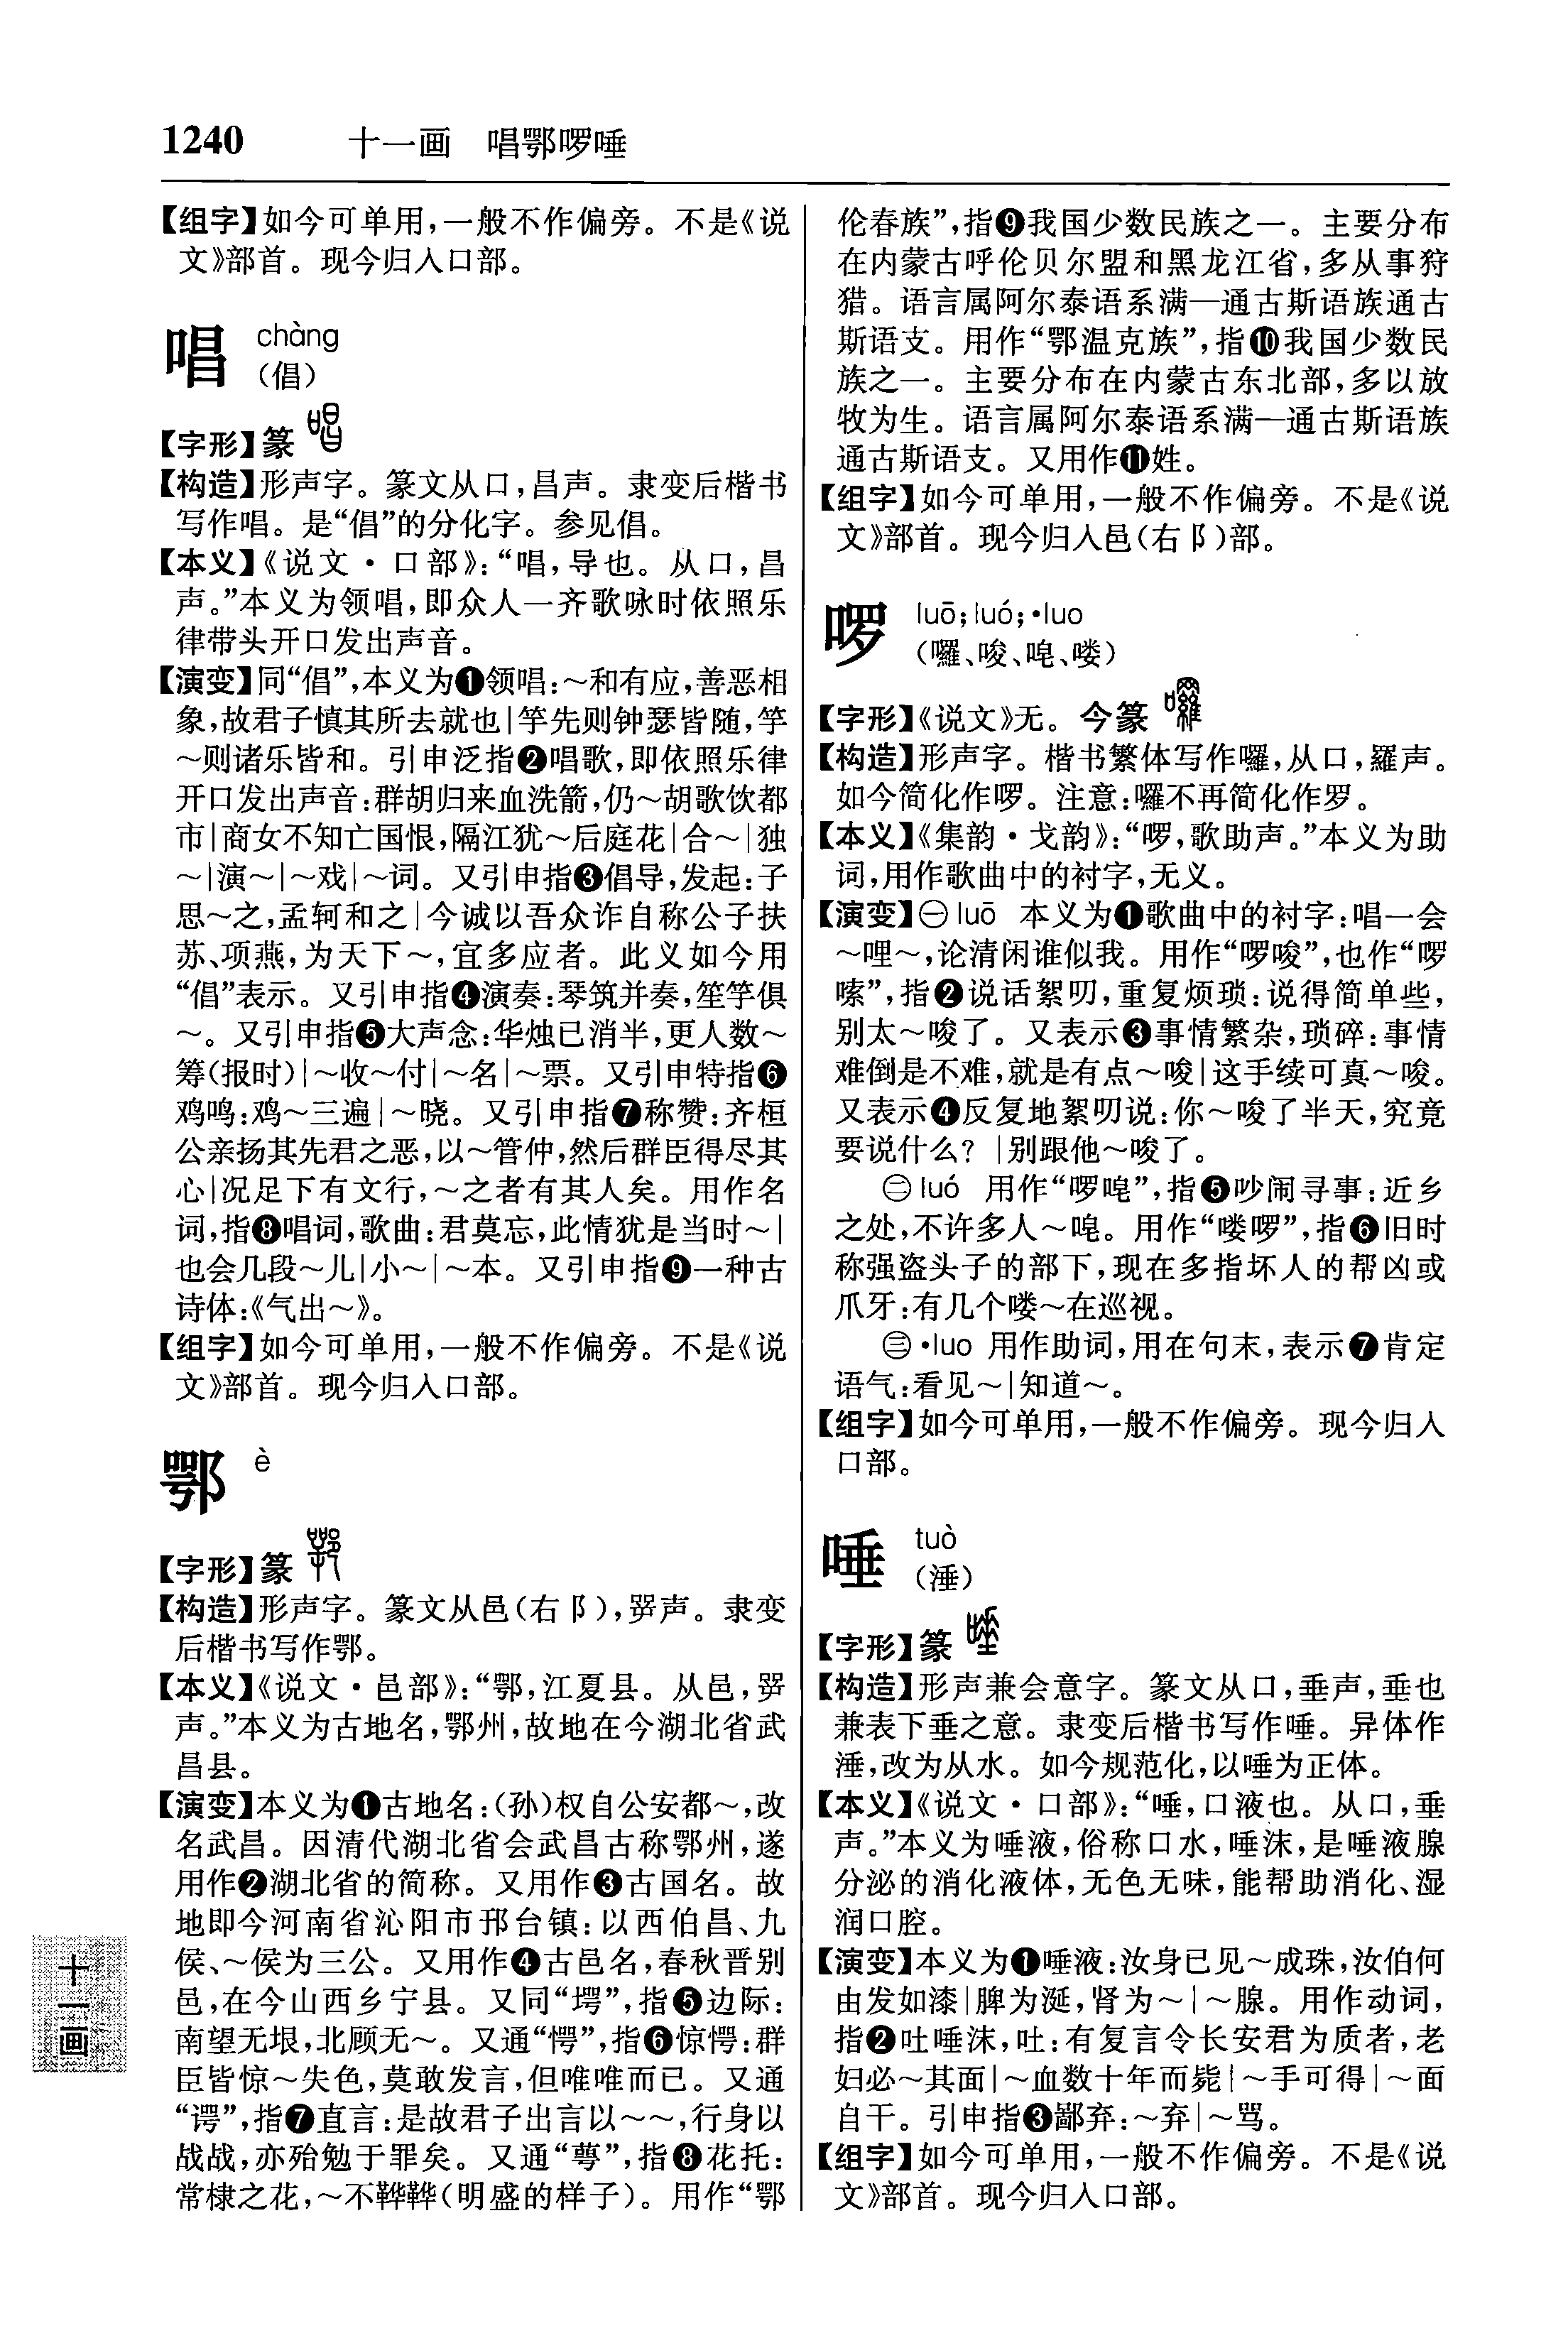 1240 十一画 唱鄂啰唾
【组字】如今可单用,一般不作偏旁。不是《说
文》部首。现今归入口部。
唱 chàng
(倡)
【字形】篆
【构造】形声字。篆文从口,昌声。隶变后楷书
写作唱。是“倡”的分化字。参见倡。
【本义】《说文·口部》:“唱,导也。从口,昌
声。”本义为领唱,即众人一齐歌咏时依照乐
律带头开口发出声音。
【演变】同“倡”,本义为❶领唱:～和有应,善恶相
象,故君子慎其所去就也|竽先则钟瑟皆随,竽
～则诸乐皆和。引申泛指❷唱歌,即依照乐律
开口发出声音:群胡归来血洗箭,仍～胡歌饮都
市|商女不知亡国恨,隔江犹～后庭花|合～|独
～|演～|～戏|～词。又引申指❸倡导,发起:子
思～之,孟轲和之|今诚以吾众诈自称公子扶
苏、项燕,为天下～,宜多应者。此义如今用
“倡”表示。又引申指❹演奏:琴筑并奏,笙竽俱
～。又引申指❺大声念:华烛已消半,更人数～
筹(报时)|～收～付|～名|～票。又引申特指❻
鸡鸣:鸡～三遍|～晓。又引申指❼称赞:齐桓
公亲扬其先君之恶,以～管仲,然后群臣得尽其
心|况足下有文行,～之者有其人矣。用作名
词,指❽唱词,歌曲:君莫忘,此情犹是当时～|
也会几段～儿|小～|～本。又引申指❾一种古
诗体:《气出～》。
【组字】如今可单用,一般不作偏旁。不是《说
文》部首。现今归入口部。
鄂 è
【字形】篆
【构造】形声字。篆文从邑(右阝),咢声。隶变
后楷书写作鄂。
【本义】《说文·邑部》:“鄂,江夏县。从邑,咢
声。”本义为古地名,鄂州,故地在今湖北省武
昌县。
【演变】本义为❶古地名:(孙)权自公安都～,改
名武昌。因清代湖北省会武昌古称鄂州,遂
用作❷湖北省的简称。又用作❸古国名。故
地即今河南省沁阳市邘台镇:以西伯昌、九
侯、～侯为三公。又用作❹古邑名,春秋晋别
邑,在今山西乡宁县。又同“堮”,指❺边际:
南望无垠,北顾无～。又通“愕”,指❻惊愕:群
臣皆惊～失色,莫敢发言,但唯唯而已。又通
“谔”,指❼直言:是故君子出言以～～,行身以
战战,亦殆勉于罪矣。又通“萼”,指❽花托:
常棣之花,～不韡韡(明盛的样子)。用作“鄂
伦春族”,指❾我国少数民族之一。主要分布
在内蒙古呼伦贝尔盟和黑龙江省,多从事狩
猎。语言属阿尔泰语系满—通古斯语族通古
斯语支。用作“鄂温克族”,指❿我国少数民
族之一。主要分布在内蒙古东北部,多以放
牧为生。语言属阿尔泰语系满—通古斯语族
通古斯语支。又用作⓫姓。
【组字】如今可单用,一般不作偏旁。不是《说
文》部首。现今归入邑(右阝)部。
啰 luō;luó;·luo
(囉、唆、唣、喽)
【字形】《说文》无。今篆
【构造】形声字。楷书繁体写作囉,从口,羅声。
如今简化作啰。注意:囉不再简化作罗。
【本义】《集韵·戈韵》:“啰,歌助声。”本义为助
词,用作歌曲中的衬字,无义。
【演变】㊀luō 本义为❶歌曲中的衬字:唱一会
～哩～,论清闲谁似我。用作“啰唆”,也作“啰
嗦”,指❷说话絮叨,重复烦琐:说得简单些,
别太～唆了。又表示❸事情繁杂,琐碎:事情
难倒是不难,就是有点～唆|这手续可真～唆。
又表示❹反复地絮叨说:你～唆了半天,究竟
要说什么?|别跟他～唆了。
㊁luó 用作“啰唣”,指❺吵闹寻事:近乡
之处,不许多人～唣。用作“喽啰”,指❻旧时
称强盗头子的部下,现在多指坏人的帮凶或
爪牙:有几个喽～在巡视。
㊂·luo 用作助词,用在句末,表示❼肯定
语气:看见～|知道～。
【组字】如今可单用,一般不作偏旁。现今归入
口部。
唾 tuò
(涶)
【字形】篆
【构造】形声兼会意字。篆文从口,垂声,垂也
兼表下垂之意。隶变后楷书写作唾。异体作
涶,改为从水。如今规范化,以唾为正体。
【本义】《说文·口部》:“唾,口液也。从口,垂
声。”本义为唾液,俗称口水,唾沫,是唾液腺
分泌的消化液体,无色无味,能帮助消化、湿
润口腔。
【演变】本义为❶唾液:汝身已见～成珠,汝伯何
由发如漆|脾为涎,肾为～|～腺。用作动词,
指❷吐唾沫,吐:有复言令长安君为质者,老
妇必～其面|～血数十年而毙|～手可得|～面
自干。引申指❸鄙弃:～弃|～骂。
【组字】如今可单用,一般不作偏旁。不是《说
文》部首。现今归入口部。
十一画